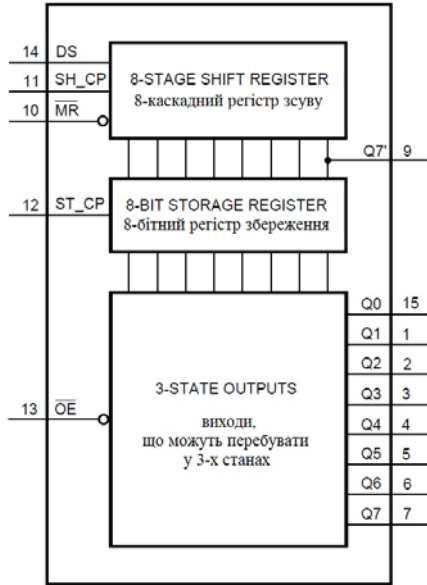 14 DS
11 SH_CP
10 MR
8-STAGE SHIFT REGISTER
8-каскадний регістр зсуву
Q7' 9
12 ST_CP
8-BIT STORAGE REGISTER
8-бітний регістр збереження
13 OE
3-STATE OUTPUTS
виходи,
що можуть перебувати
у 3-х станах
Q0 15
Q1 1
Q2 2
Q3 3
Q4 4
Q5 5
Q6 6
Q7 7